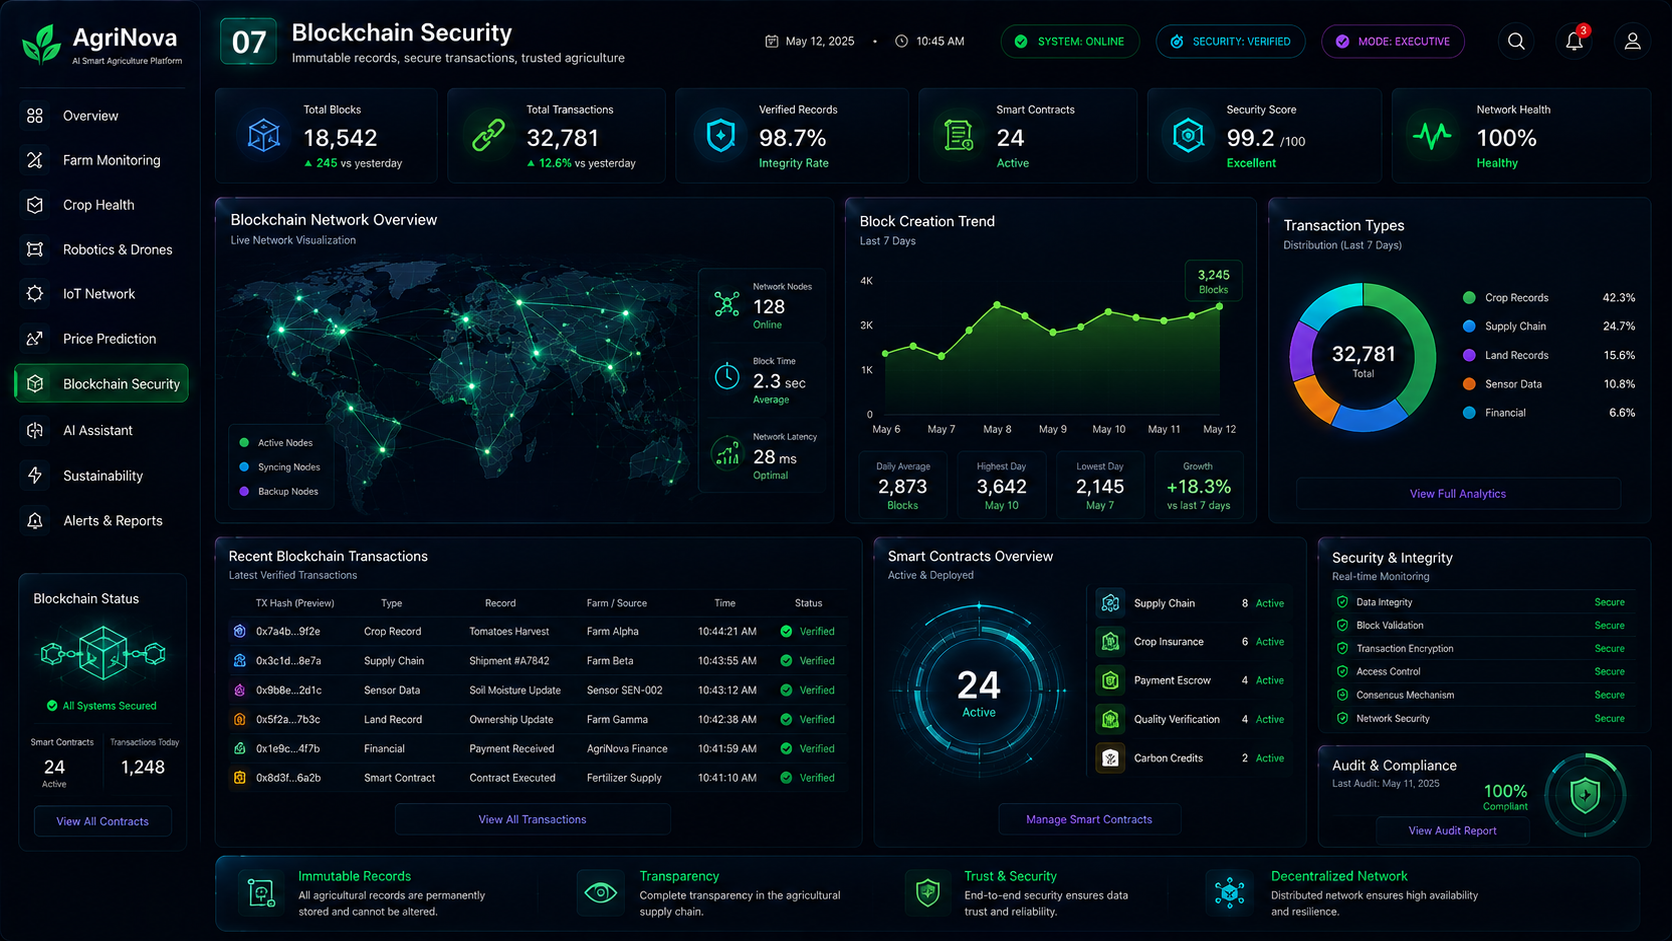 AgriNova
AI Smart Agriculture Platform
07
Blockchain Security
Immutable records, secure transactions, trusted agriculture
May 12, 2025 • 10:45 AM
SYSTEM: ONLINE
SECURITY: VERIFIED
MODE: EXECUTIVE
3
Overview
Farm Monitoring
Crop Health
Robotics & Drones
IoT Network
Price Prediction
Blockchain Security
AI Assistant
Sustainability
Alerts & Reports
Blockchain Status
All Systems Secured
Smart Contracts
24
Active
Transactions Today
1,248
View All Contracts
Total Blocks
18,542
▲ 245 vs yesterday
Total Transactions
32,781
▲ 12.6% vs yesterday
Verified Records
98.7%
Integrity Rate
Smart Contracts
24
Active
Security Score
99.2 /100
Excellent
Network Health
100%
Healthy
Blockchain Network Overview
Live Network Visualization
Active Nodes
Syncing Nodes
Backup Nodes
Network Nodes
128
Online
Block Time
2.3 sec
Average
Network Latency
28 ms
Optimal
Block Creation Trend
Last 7 Days
3,245
Blocks
4K
2K
1K
0
May 6 May 7 May 8 May 9 May 10 May 11 May 12
Daily Average
2,873
Blocks
Highest Day
3,642
May 10
Lowest Day
2,145
May 7
Growth
+18.3%
vs last 7 days
Transaction Types
Distribution (Last 7 Days)
32,781
Total
Crop Records 42.3%
Supply Chain 24.7%
Land Records 15.6%
Sensor Data 10.8%
Financial 6.6%
View Full Analytics
Recent Blockchain Transactions
Latest Verified Transactions
TX Hash (Preview) Type Record Farm / Source Time Status
0x7a4b...9f2e Crop Record Tomatoes Harvest Farm Alpha 10:44:21 AM Verified
0x3c1d...8e7a Supply Chain Shipment #A7842 Farm Beta 10:43:55 AM Verified
0x9b8e...2d1c Sensor Data Soil Moisture Update Sensor SEN-002 10:43:12 AM Verified
0x5f2a...7b3c Land Record Ownership Update Farm Gamma 10:42:38 AM Verified
0x1e9c...4f7b Financial Payment Received AgriNova Finance 10:41:59 AM Verified
0x8d3f...6a2b Smart Contract Contract Executed Fertilizer Supply 10:41:10 AM Verified
View All Transactions
Smart Contracts Overview
Active & Deployed
24
Active
Supply Chain 8 Active
Crop Insurance 6 Active
Payment Escrow 4 Active
Quality Verification 4 Active
Carbon Credits 2 Active
Manage Smart Contracts
Security & Integrity
Real-time Monitoring
Data Integrity Secure
Block Validation Secure
Transaction Encryption Secure
Access Control Secure
Consencus Mechanism Secure
Network Security Secure
Audit & Compliance
Last Audit: May 11, 2025
100%
Compliant
View Audit Report
Immutable Records
All agricultural records are permanently
stored and cannot be altered.
Transparency
Complete transparency in the agricultural
supply chain.
Trust & Security
End-to-end security ensures data
trust and reliability.
Decentralized Network
Distributed network ensures high availability
and resilience.